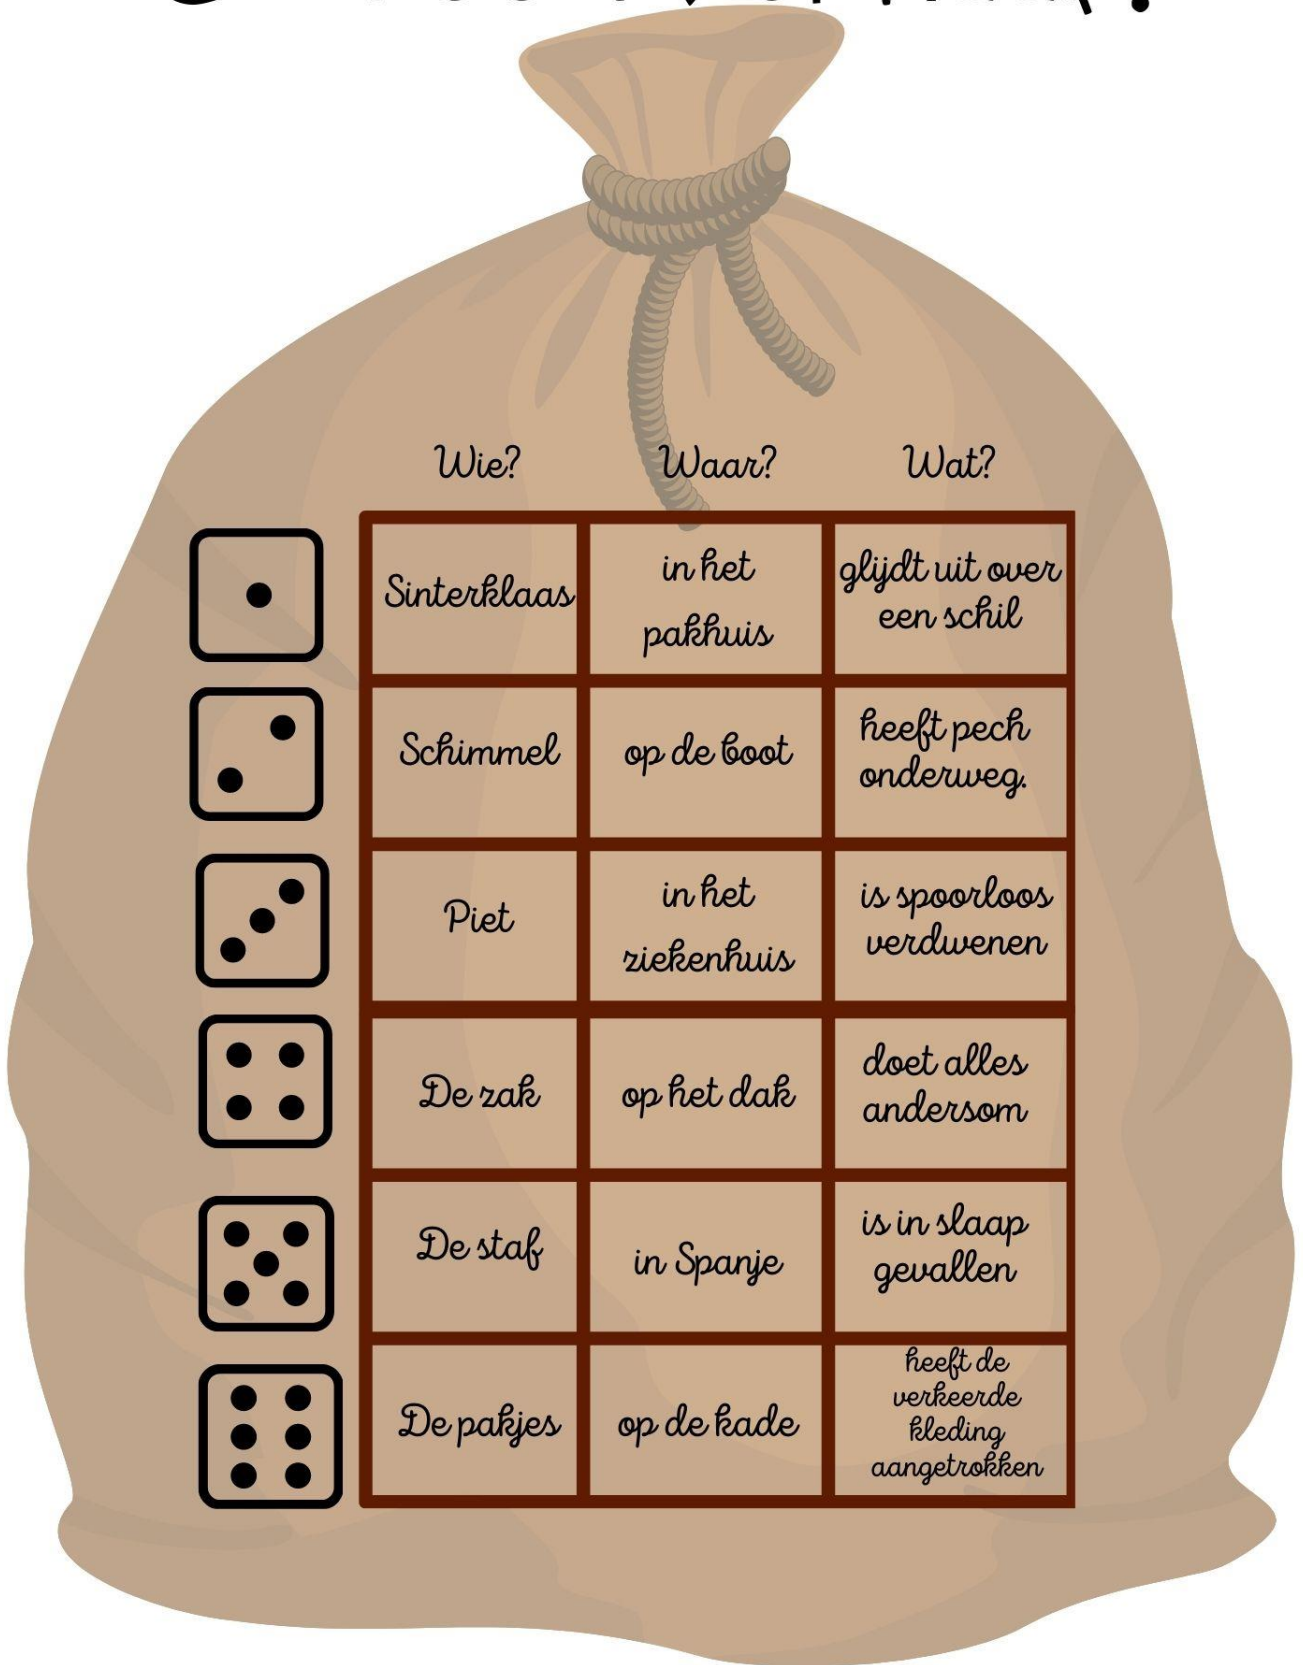 Wie? Waar? Wat?
Sinterklaas
in het
pakhuis
glijdt uit over
een schil
Schimmel
op de boot
heeft pech
onderweg.
Piet
in het
ziekenhuis
is spoorloos
verdwenen
De zak
op het dak
doet alles
andersom
De staf
in Spanje
is in slaap
gevallen
De pakjes
op de kade
heeft de
verkeerde
kleding
aangetrokken